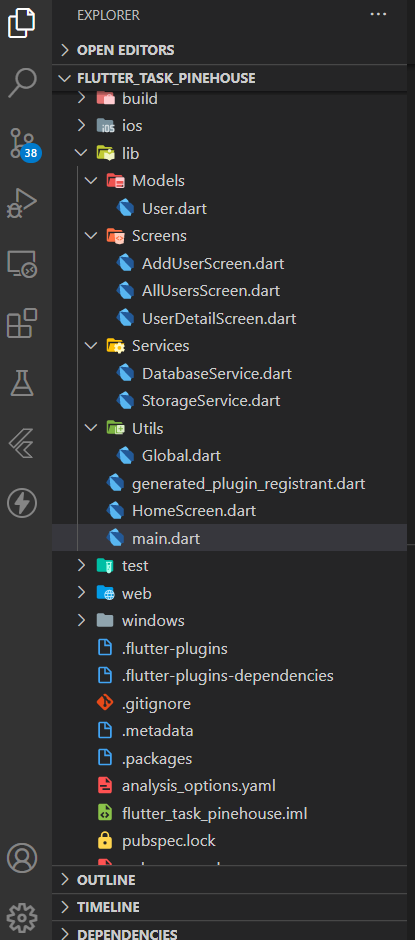 EXPLORER
OPEN EDITORS
FLUTTER_TASK_PINEHOUSE
build
iOS
ios
lib
Models
User.dart
Screens
AddUserScreen.dart
AllUsersScreen.dart
UserDetailScreen.dart
Services
DatabaseService.dart
StorageService.dart
Utils
Global.dart
generated_plugin_registrant.dart
HomeScreen.dart
main.dart
test
web
windows
.flutter-plugins
.flutter-plugins-dependencies
.gitignore
.metadata
.packages
analysis_options.yaml
flutter_task_pinehouse.iml
pubspec.lock
OUTLINE
TIMELINE
DEPENDENCIES
38